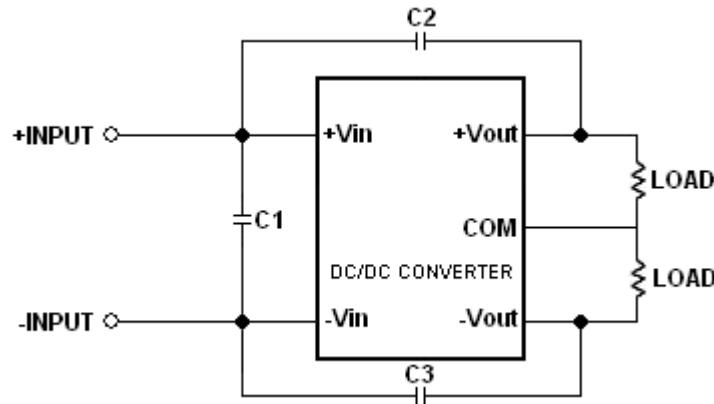 C2
+INPUT
+Vin
+Vout
LOAD
C1
COM
DC/DC CONVERTER
LOAD
-INPUT
-Vin
-Vout
C3